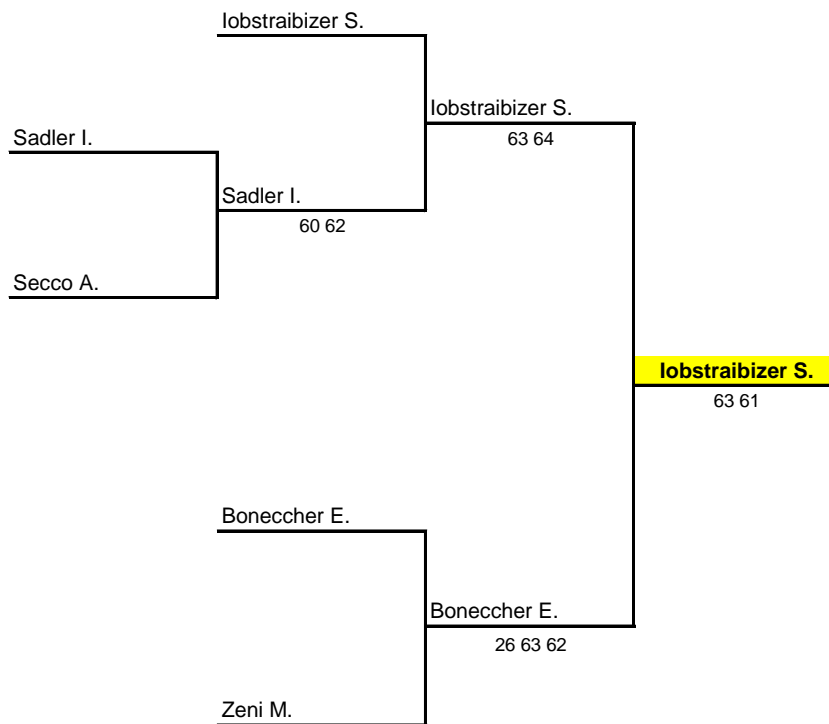 Iobstraibizer S.
Iobstraibizer S.
Sadler I.
63 64
Sadler I.
60 62
Secco A.
Iobstraibizer S.
63 61
Boneccher E.
Boneccher E.
26 63 62
Zeni M.